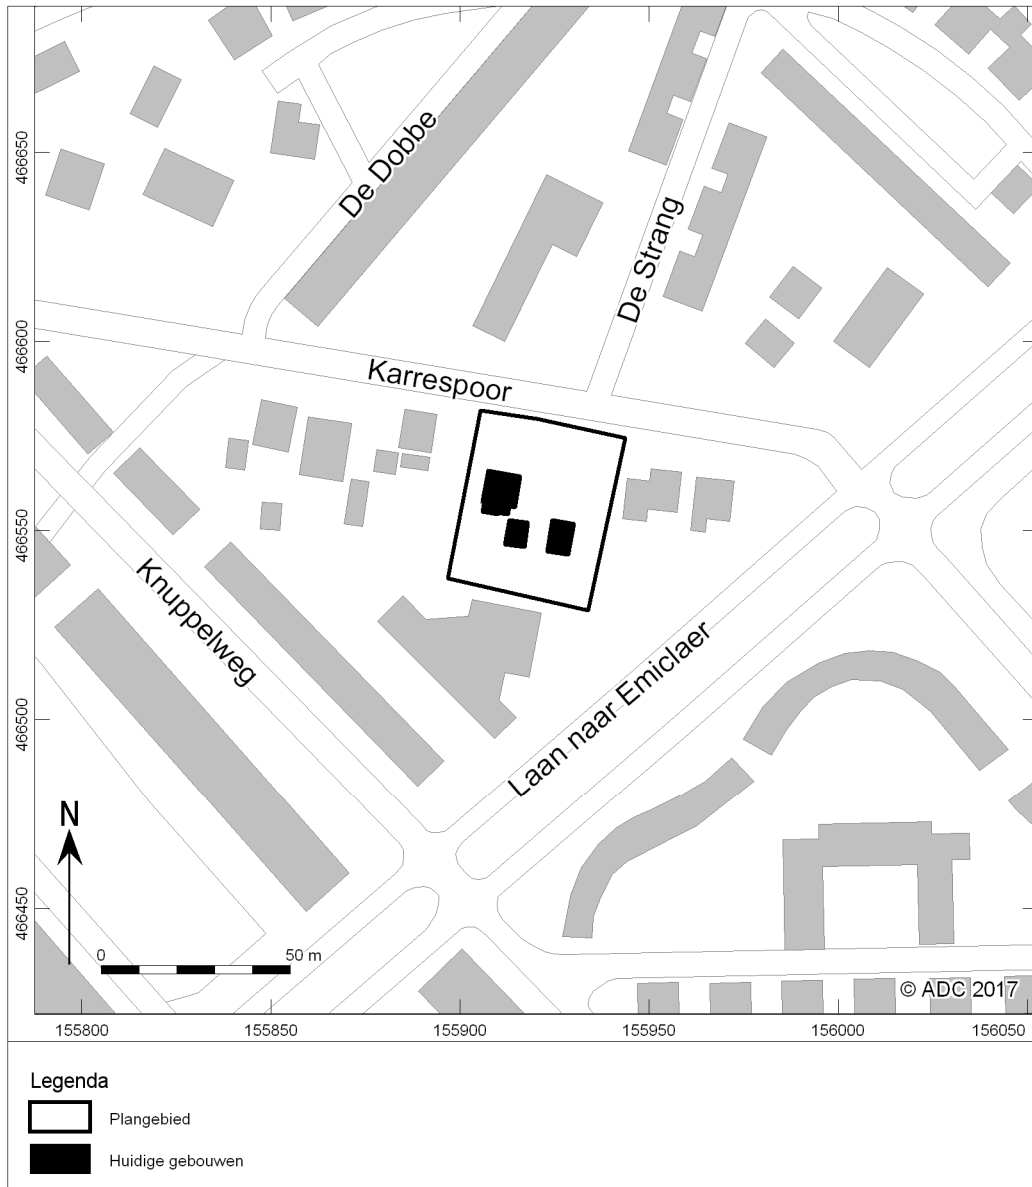 De Dobbe
De Strang
Karrespoor
Knuppelweg
Laan naar Emiclaer
466650
466600
466550
466500
466450
N
0 50 m
© ADC 2017
155800 155850 155900 155950 156000 156050
Legenda
Plangebied
Huidige gebouwen